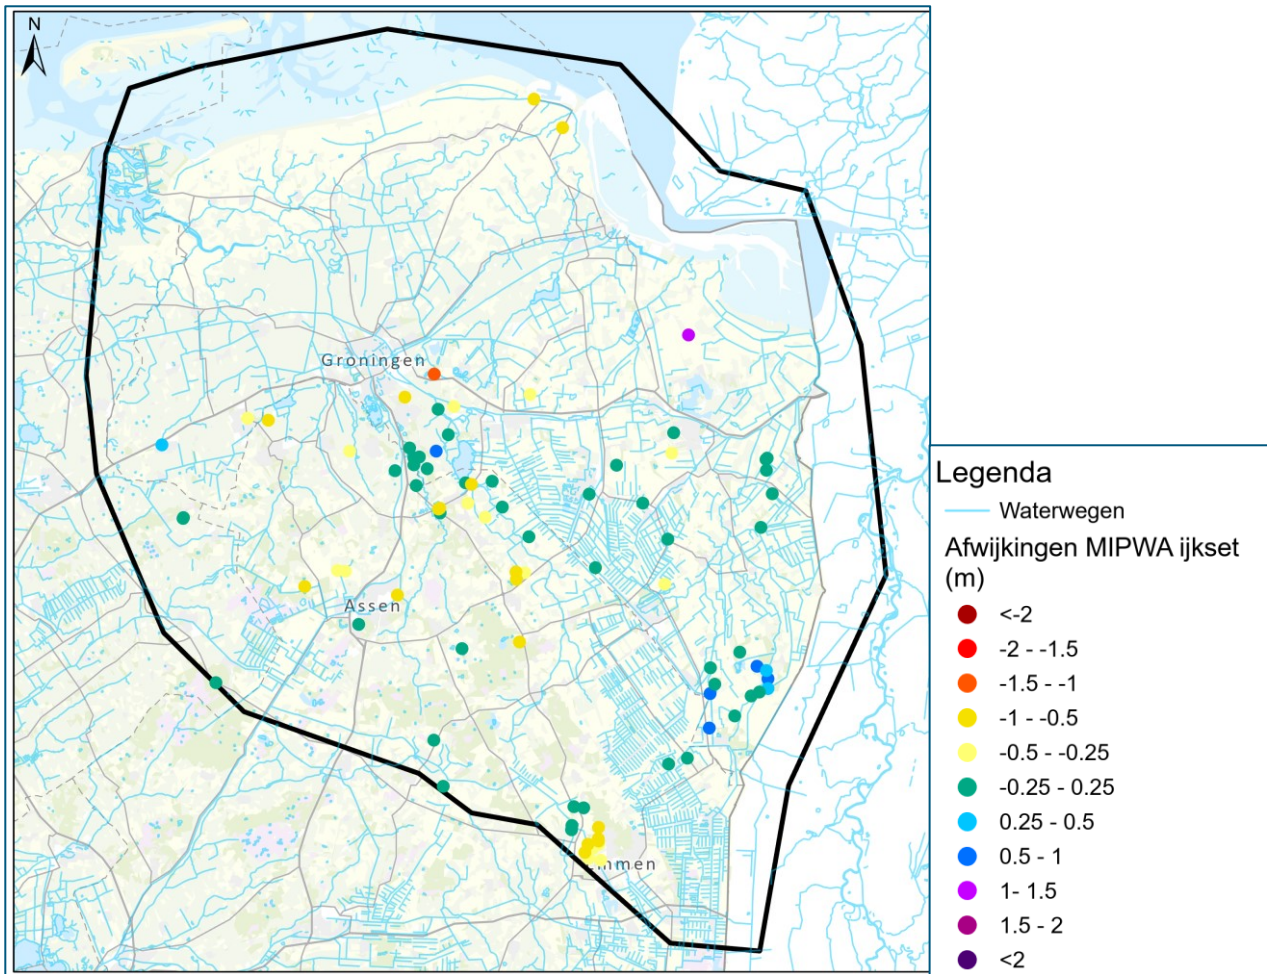 N
Groningen
Assen
mmen
Legenda
Waterwegen
Afwijkingen MIPWA ijkset
(m)
<-2
-2 - -1.5
-1.5 - -1
-1 - -0.5
-0.5 - -0.25
-0.25 - 0.25
0.25 - 0.5
0.5 - 1
1- 1.5
1.5 - 2
<2